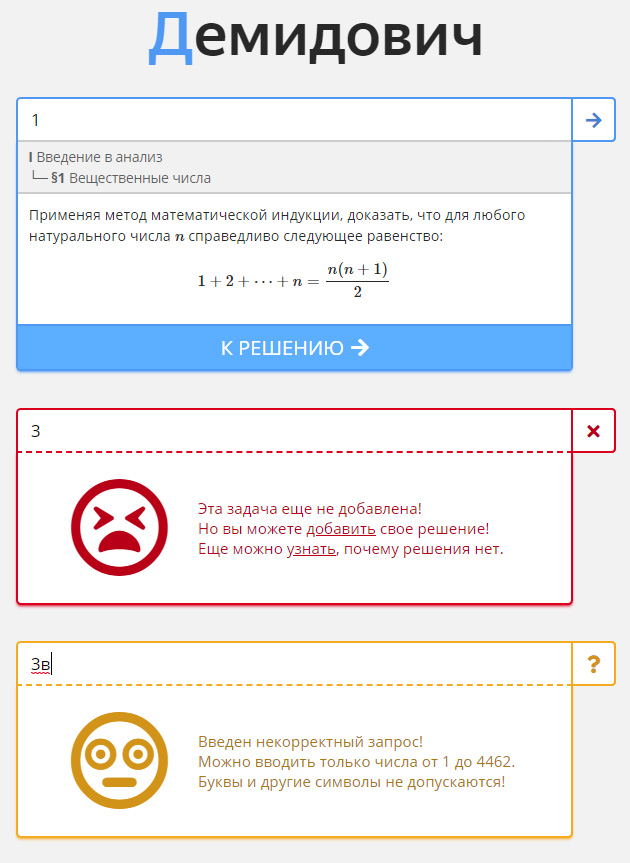 Демидович
1
I Введение в анализ
§1 Вещественные числа
Применяя метод математической индукции, доказать, что для любого
натурального числа n справедливо следующее равенство:
1 + 2 + ⋯ + n = n(n + 1) / 2
К РЕШЕНИЮ →
3
Эта задача еще не добавлена!
Но вы можете добавить свое решение!
Еще можно узнать, почему решения нет.
3в
?
Введен некорректный запрос!
Можно вводить только числа от 1 до 4462.
Буквы и другие символы не допускаются!